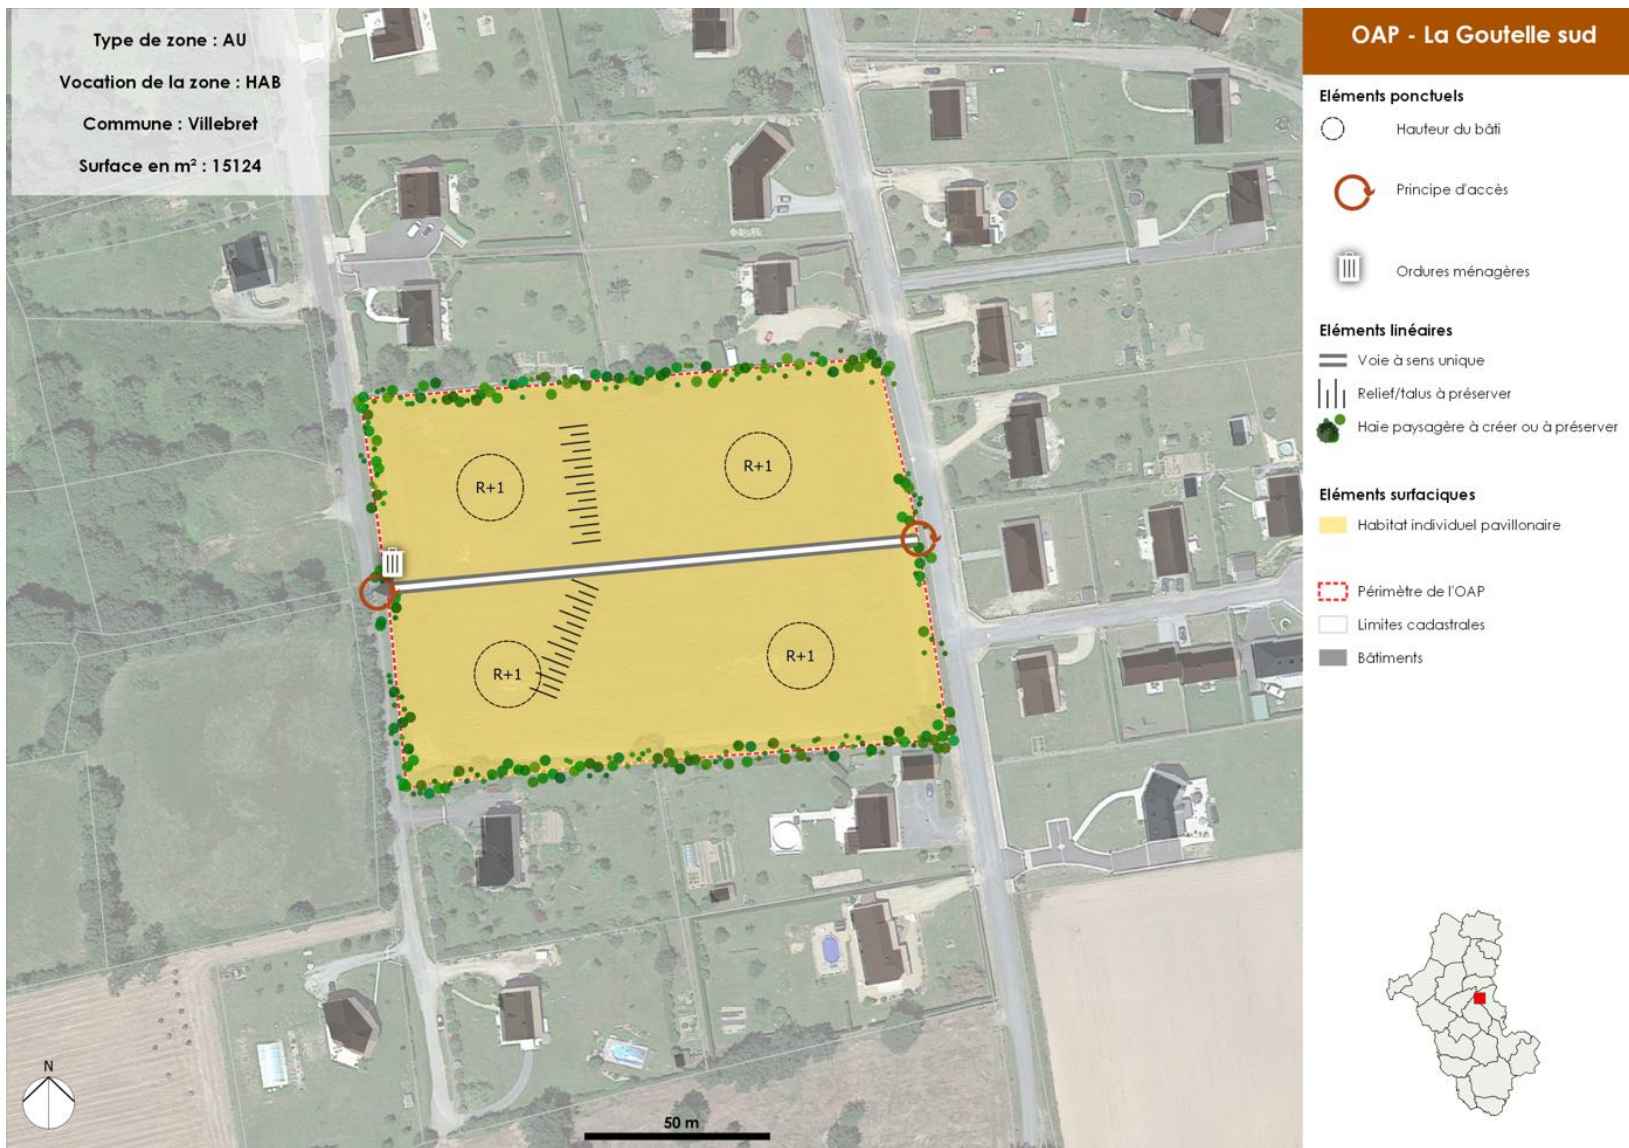 Type de zone : AU
Vocation de la zone : HAB
Commune : Villebret
Surface en m² : 15124
R+1
R+1
R+1
R+1
N
50 m
OAP - La Goutelle sud
Eléments ponctuels
Hauteur du bâti
Principe d'accès
Ordures ménagères
Eléments linéaires
Voie à sens unique
Relief/talus à préserver
Haie paysagère à créer ou à préserver
Eléments surfaciques
Habitat individuel pavillonaire
Périmètre de l'OAP
Limites cadastrales
Bâtiments